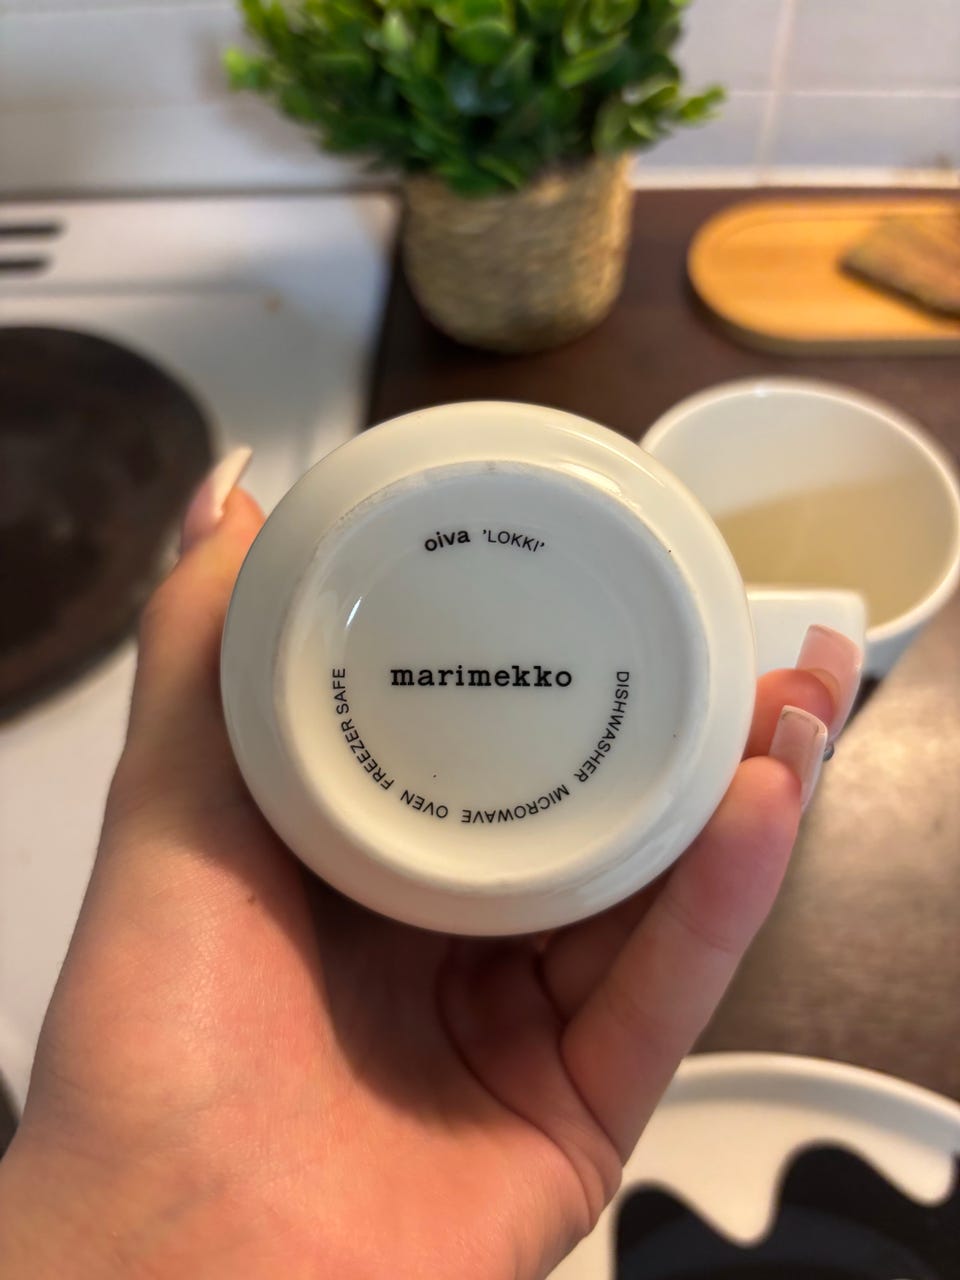 oiva 'LOKKI'
marimekko
DISHWASHER MICROWAVE OVEN FREEZER SAFE